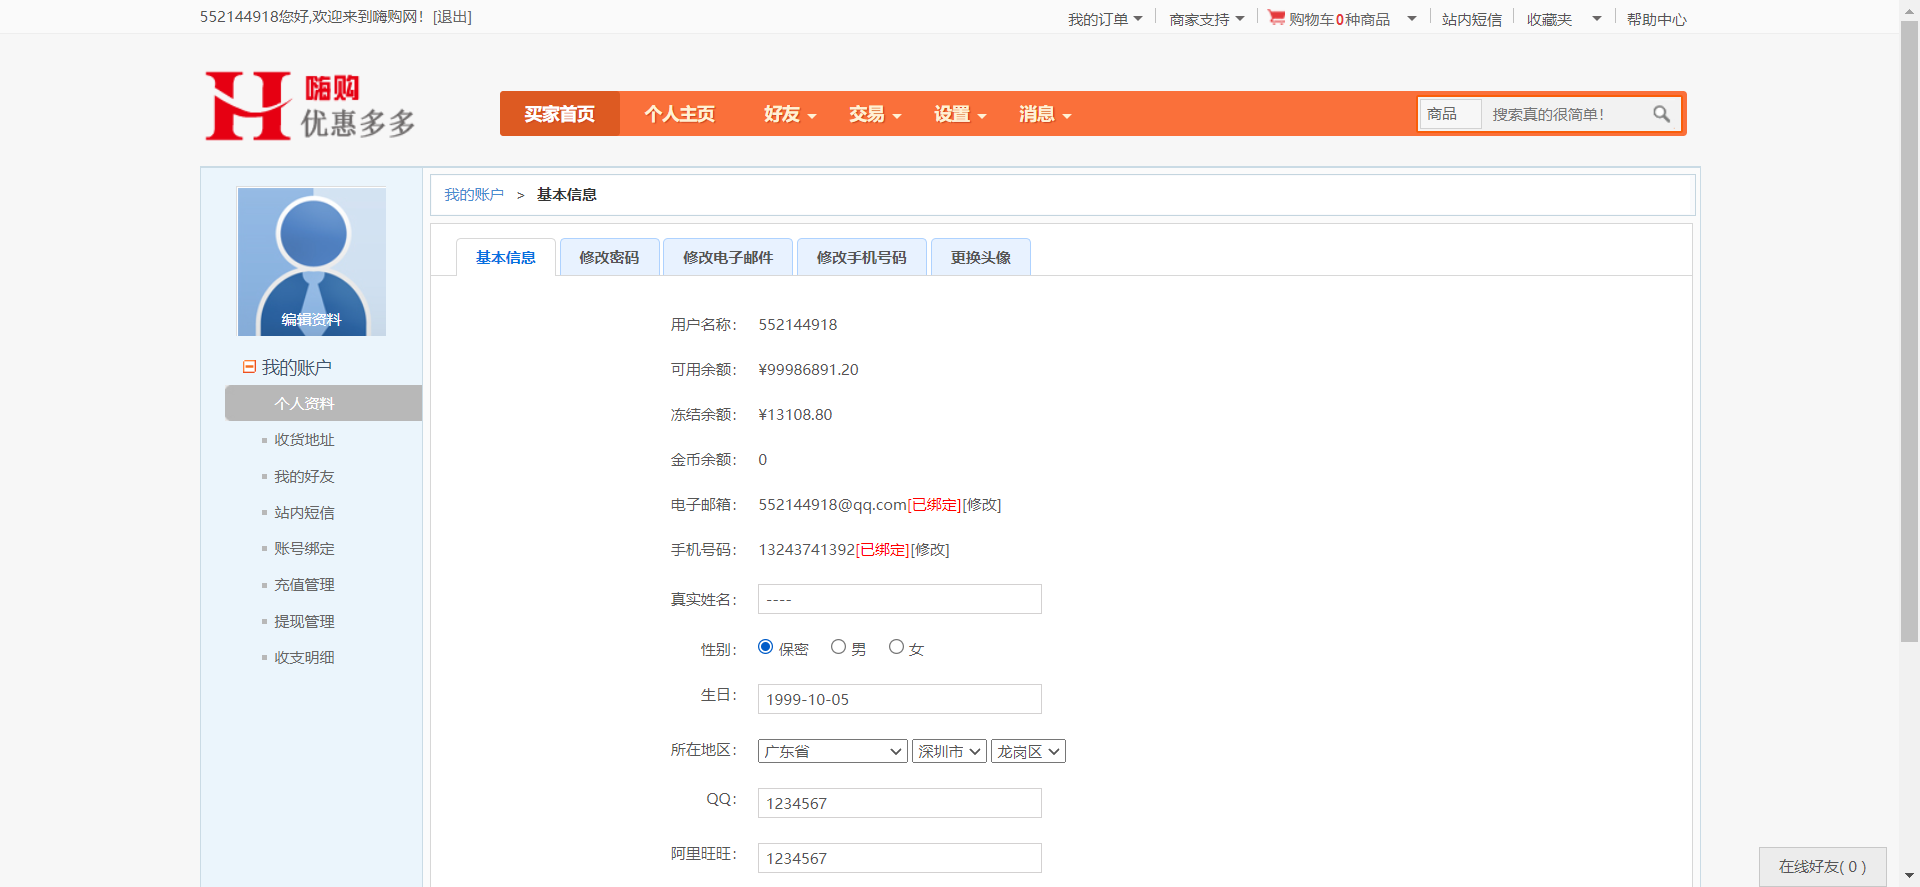 552144918您好,欢迎来到嗨购网！[退出]
我的订单 商家支持 购物车0种商品 站内短信 收藏夹 帮助中心
嗨购
优惠多多
买家首页 个人主页 好友 交易 设置 消息 商品 搜索真的很简单！
我的账户 > 基本信息
基本信息 修改密码 修改电子邮件 修改手机号码 更换头像
编辑资料
我的账户
个人资料
收货地址
我的好友
站内短信
账号绑定
充值管理
提现管理
收支明细
用户名称： 552144918
可用余额： ¥99986891.20
冻结余额： ¥13108.80
金币余额： 0
电子邮箱： 552144918@qq.com[已绑定][修改]
手机号码： 13243741392[已绑定][修改]
真实姓名： ----
性别： 保密 男 女
生日： 1999-10-05
所在地区： 广东省 深圳市 龙岗区
QQ： 1234567
阿里旺旺： 1234567
在线好友( 0 )